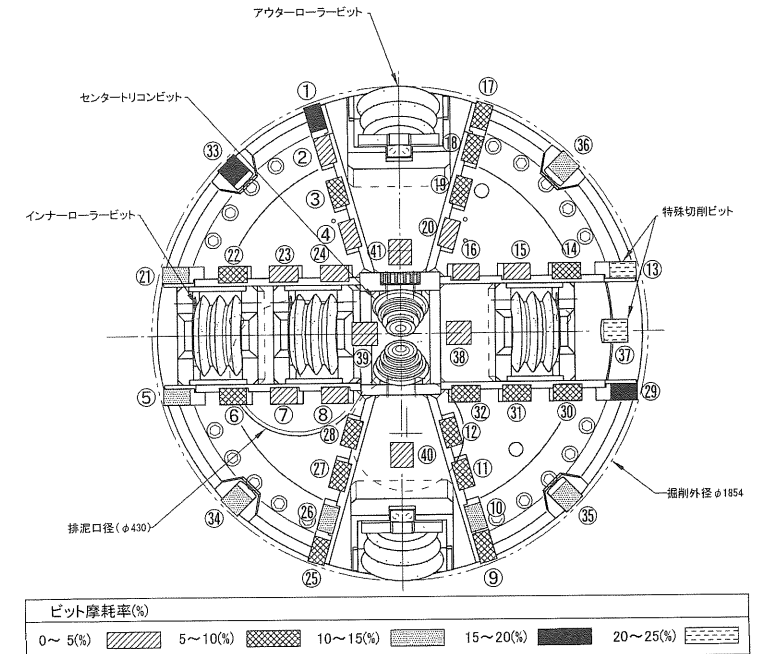 アウターローラービット
センタートリコンビット
① ⑰
② ⑱
㉝ ㊱
③ ⑲
④ ⑳
インナーローラービット
特殊切削ビット
㉑ ㉒ ㉓ ㉔ ㊶ ⑯ ⑮ ⑭ ⑬
㊴ ㊳ ㊲
⑤ ⑥ ⑦ ⑧ ㉜ ㉛ ㉚ ㉙
㉘ ⑫
㉗ ㊵ ⑪
掘削外径φ1854
㉞ ㉖ ⑩ ㉟
排泥口径(φ430)
㉕ ⑨
ビット摩耗率(%)
0～ 5(%) 5～10(%) 10～15(%) 15～20(%) 20～25(%)